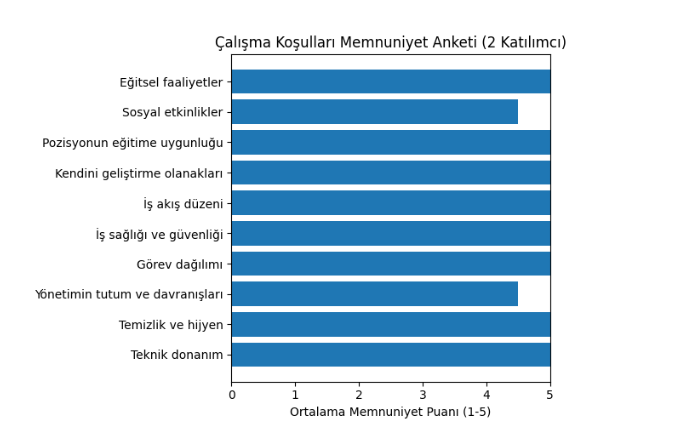 Çalışma Koşulları Memnuniyet Anketi (2 Katılımcı)
Eğitsel faaliyetler
Sosyal etkinlikler
Pozisyonun eğitime uygunluğu
Kendini geliştirme olanakları
İş akış düzeni
İş sağlığı ve güvenliği
Görev dağılımı
Yönetimin tutum ve davranışları
Temizlik ve hijyen
Teknik donanım
0 1 2 3 4 5
Ortalama Memnuniyet Puanı (1-5)